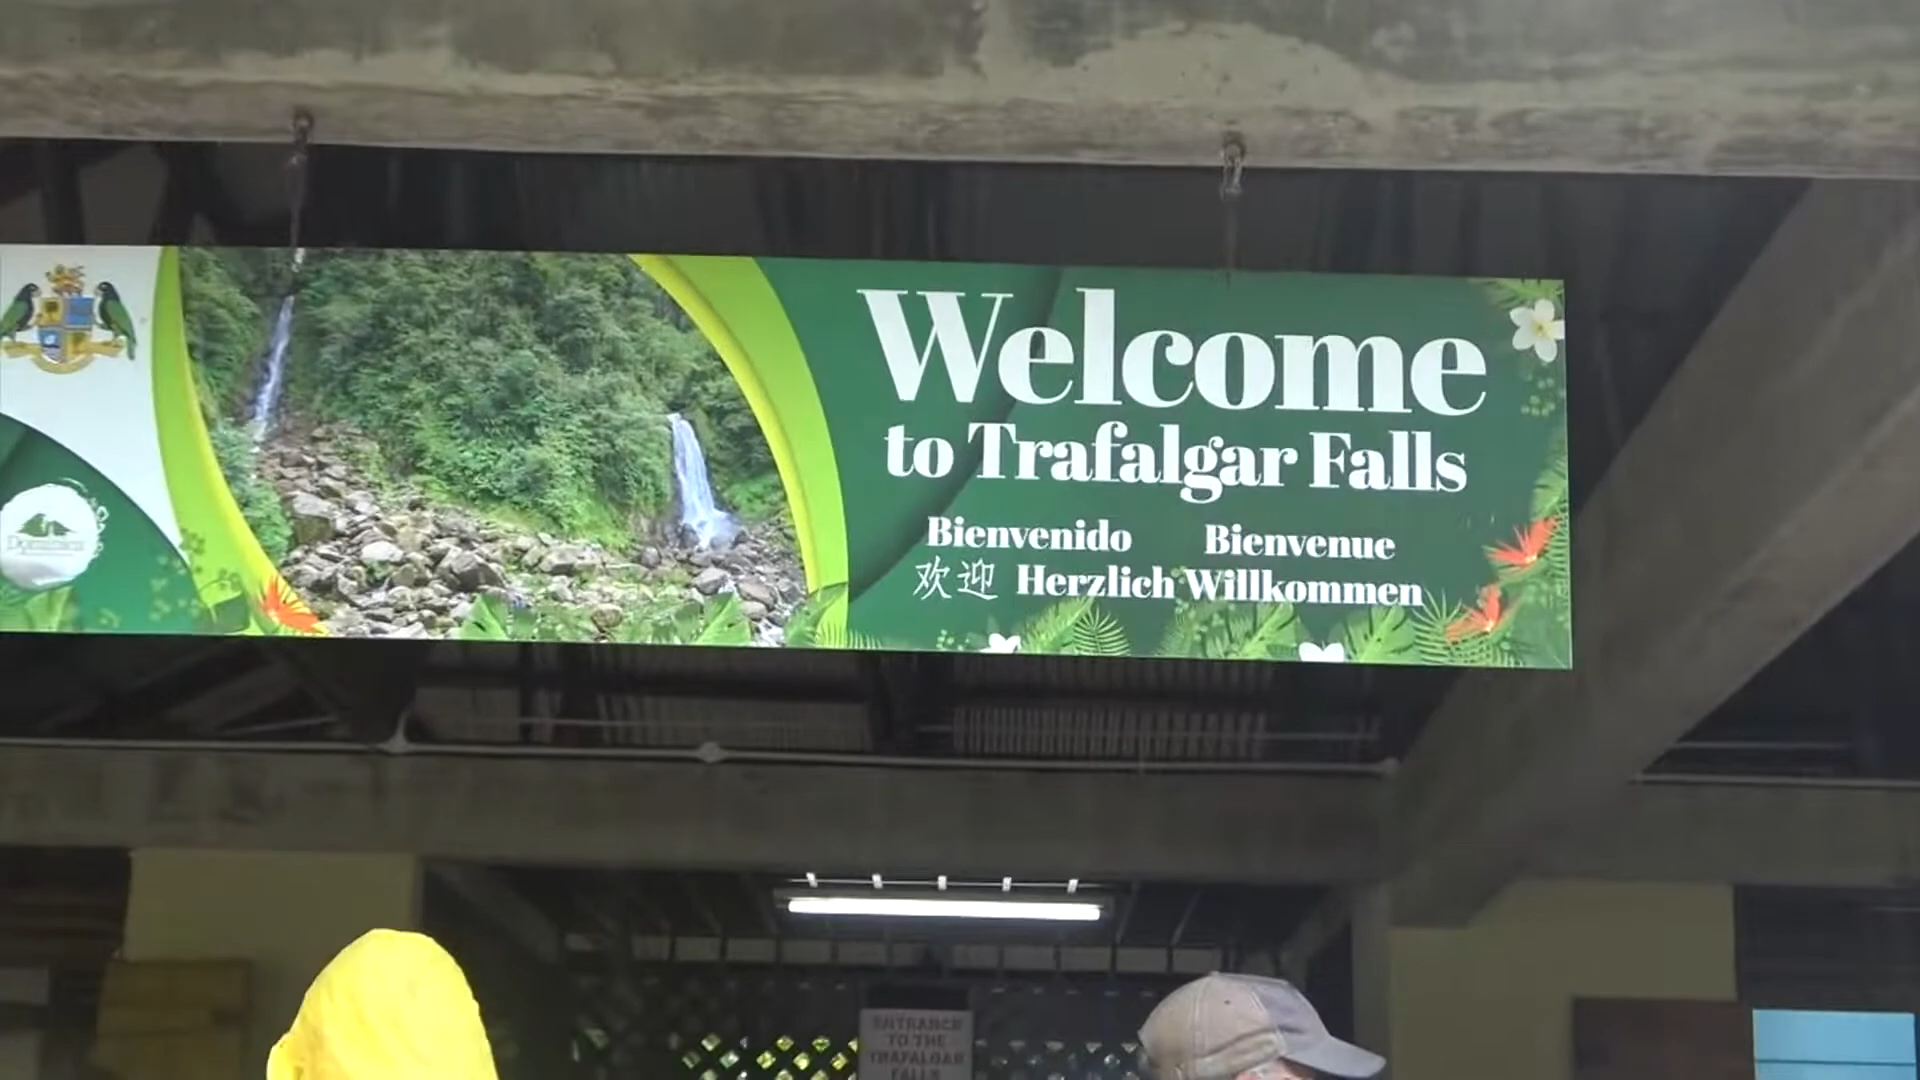 Welcome
to Trafalgar Falls
Bienvenido Bienvenue
欢迎 Herzlich Willkommen
Dominica
ENTRANCE
TO THE
TRAFALGAR
FALLS